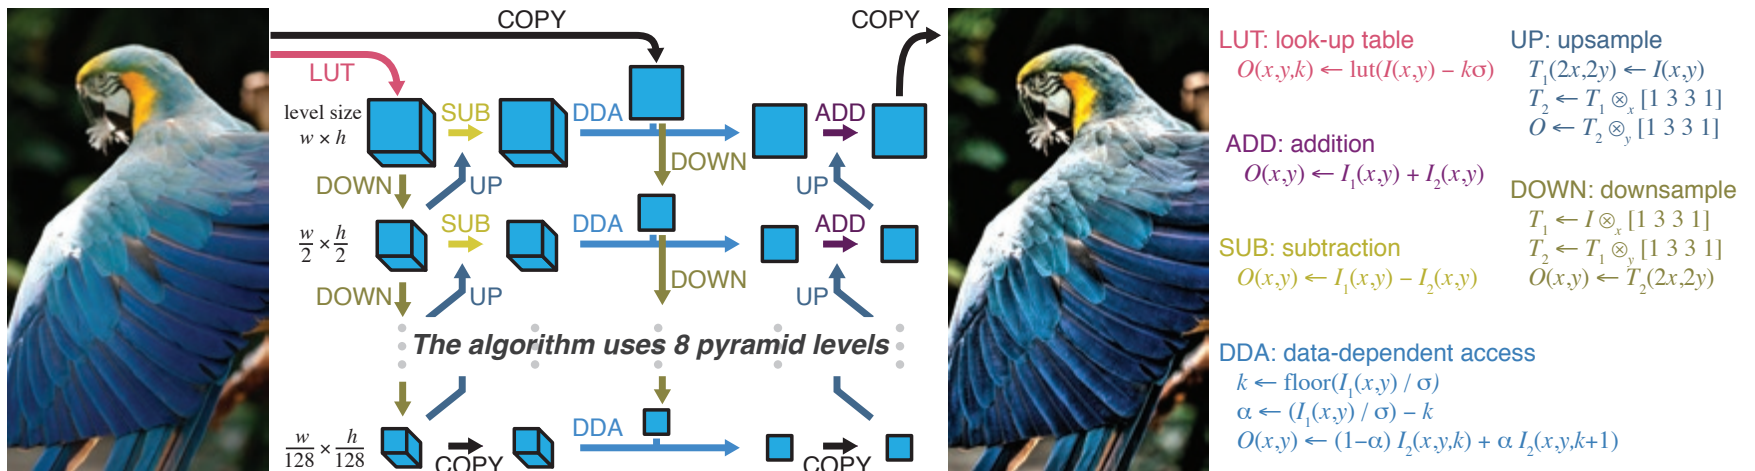 COPY
COPY
LUT
level size
w × h
SUB
DDA
ADD
DOWN
UP
DOWN
w/2 × h/2
SUB
DDA
ADD
DOWN
UP
DOWN
UP
The algorithm uses 8 pyramid levels
w/128 × h/128
COPY
DDA
COPY
LUT: look-up table
O(x,y,k) ← lut(I(x,y) − kσ)
ADD: addition
O(x,y) ← I₁(x,y) + I₂(x,y)
SUB: subtraction
O(x,y) ← I₁(x,y) − I₂(x,y)
UP: upsample
T₁(2x,2y) ← I(x,y)
T₂ ← T₁ ⊗ₓ [1 3 3 1]
O ← T₂ ⊗ᵧ [1 3 3 1]
DOWN: downsample
T₁ ← I ⊗ₓ [1 3 3 1]
T₂ ← T₁ ⊗ᵧ [1 3 3 1]
O(x,y) ← T₂(2x,2y)
DDA: data-dependent access
k ← floor(I₁(x,y) / σ)
α ← (I₁(x,y) / σ) − k
O(x,y) ← (1−α) I₂(x,y,k) + α I₂(x,y,k+1)